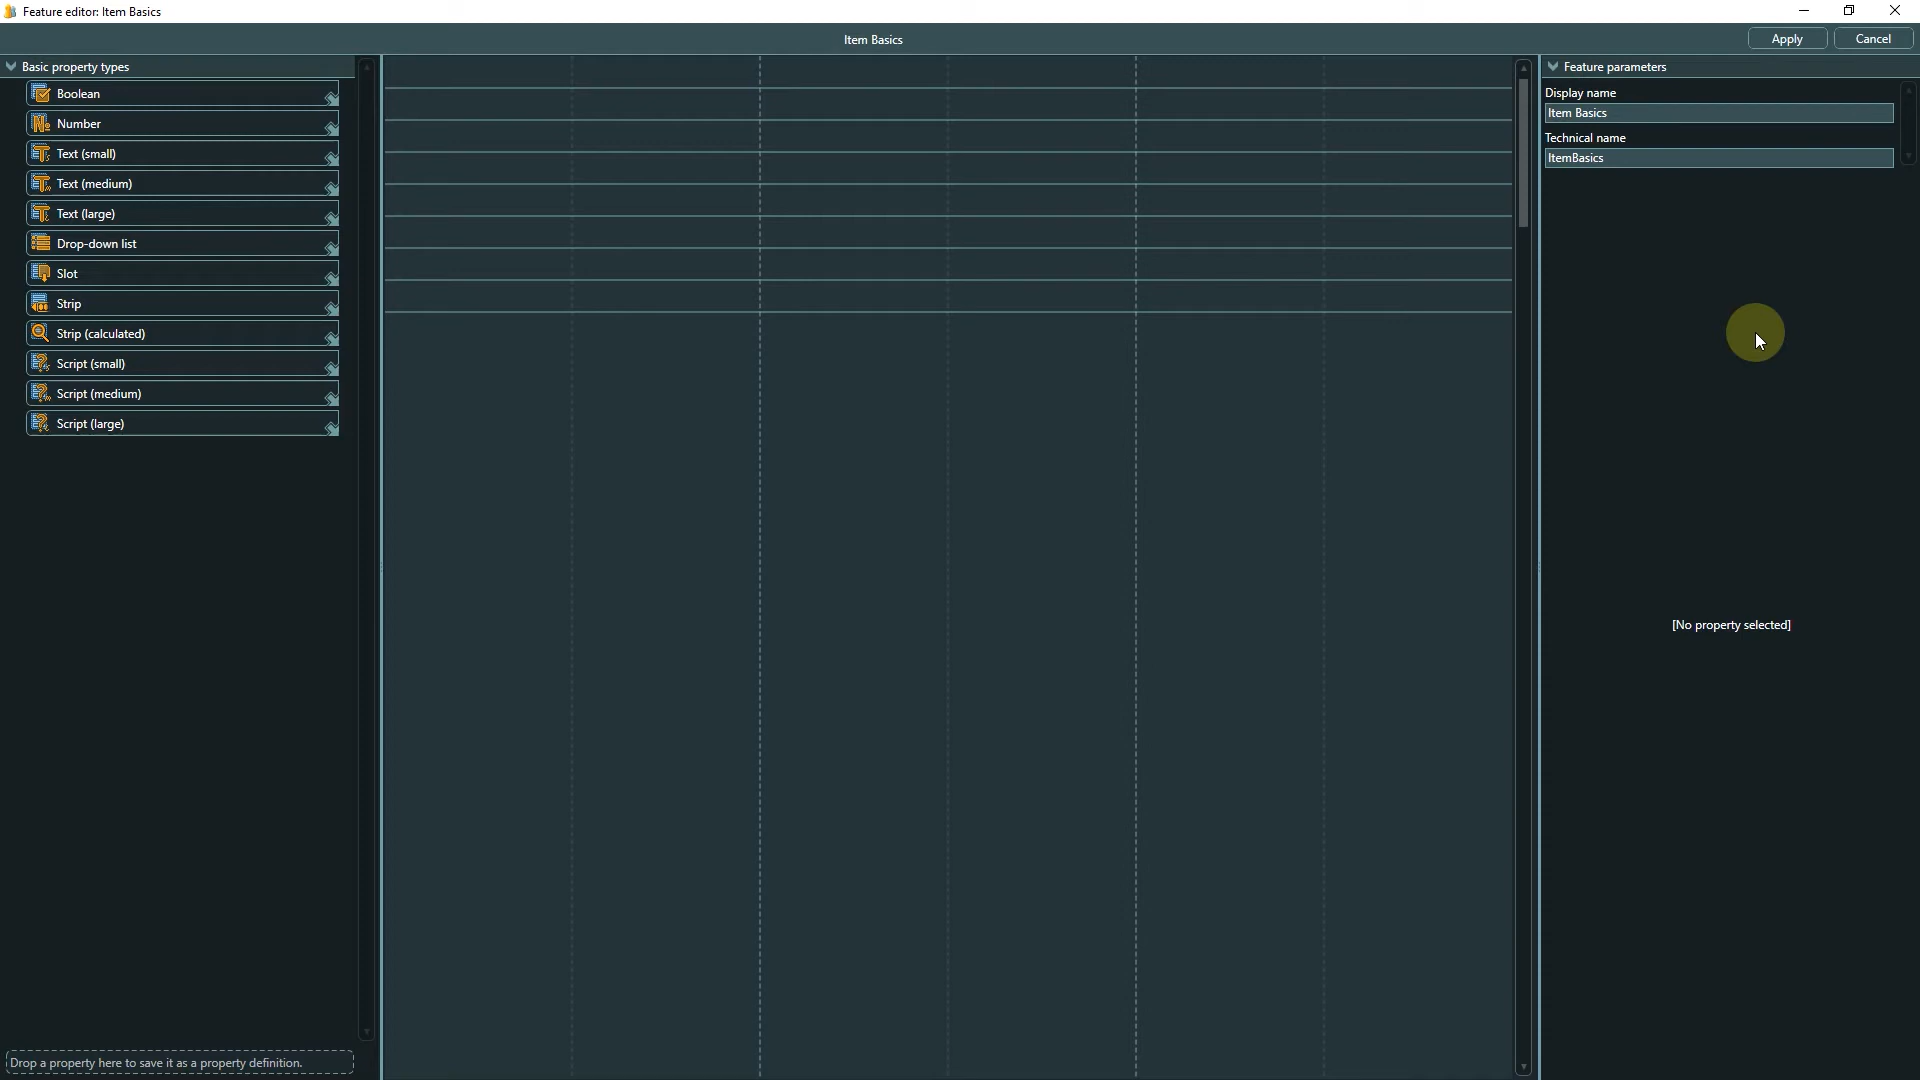 Feature editor: Item Basics
Item Basics
Apply
Cancel
Basic property types
Boolean
Number
Text (small)
Text (medium)
Text (large)
Drop-down list
Slot
Strip
Strip (calculated)
Script (small)
Script (medium)
Script (large)
Drop a property here to save it as a property definition.
Feature parameters
Display name
Item Basics
Technical name
ItemBasics
[No property selected]